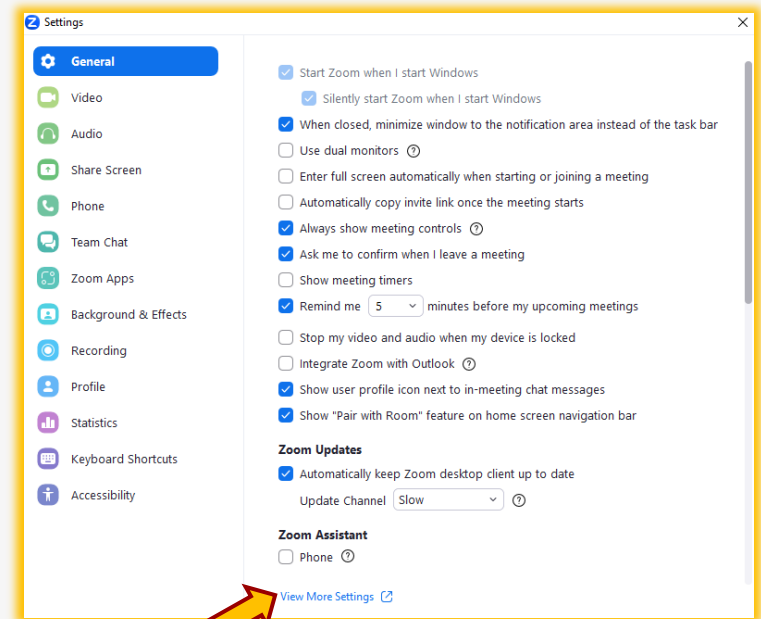 Settings
General
Video
Audio
Share Screen
Phone
Team Chat
Zoom Apps
Background & Effects
Recording
Profile
Statistics
Keyboard Shortcuts
Accessibility
Start Zoom when I start Windows
Silently start Zoom when I start Windows
When closed, minimize window to the notification area instead of the task bar
Use dual monitors
Enter full screen automatically when starting or joining a meeting
Automatically copy invite link once the meeting starts
Always show meeting controls
Ask me to confirm when I leave a meeting
Show meeting timers
Remind me 5 minutes before my upcoming meetings
Stop my video and audio when my device is locked
Integrate Zoom with Outlook
Show user profile icon next to in-meeting chat messages
Show "Pair with Room" feature on home screen navigation bar
Zoom Updates
Automatically keep Zoom desktop client up to date
Update Channel Slow
Zoom Assistant
Phone
View More Settings